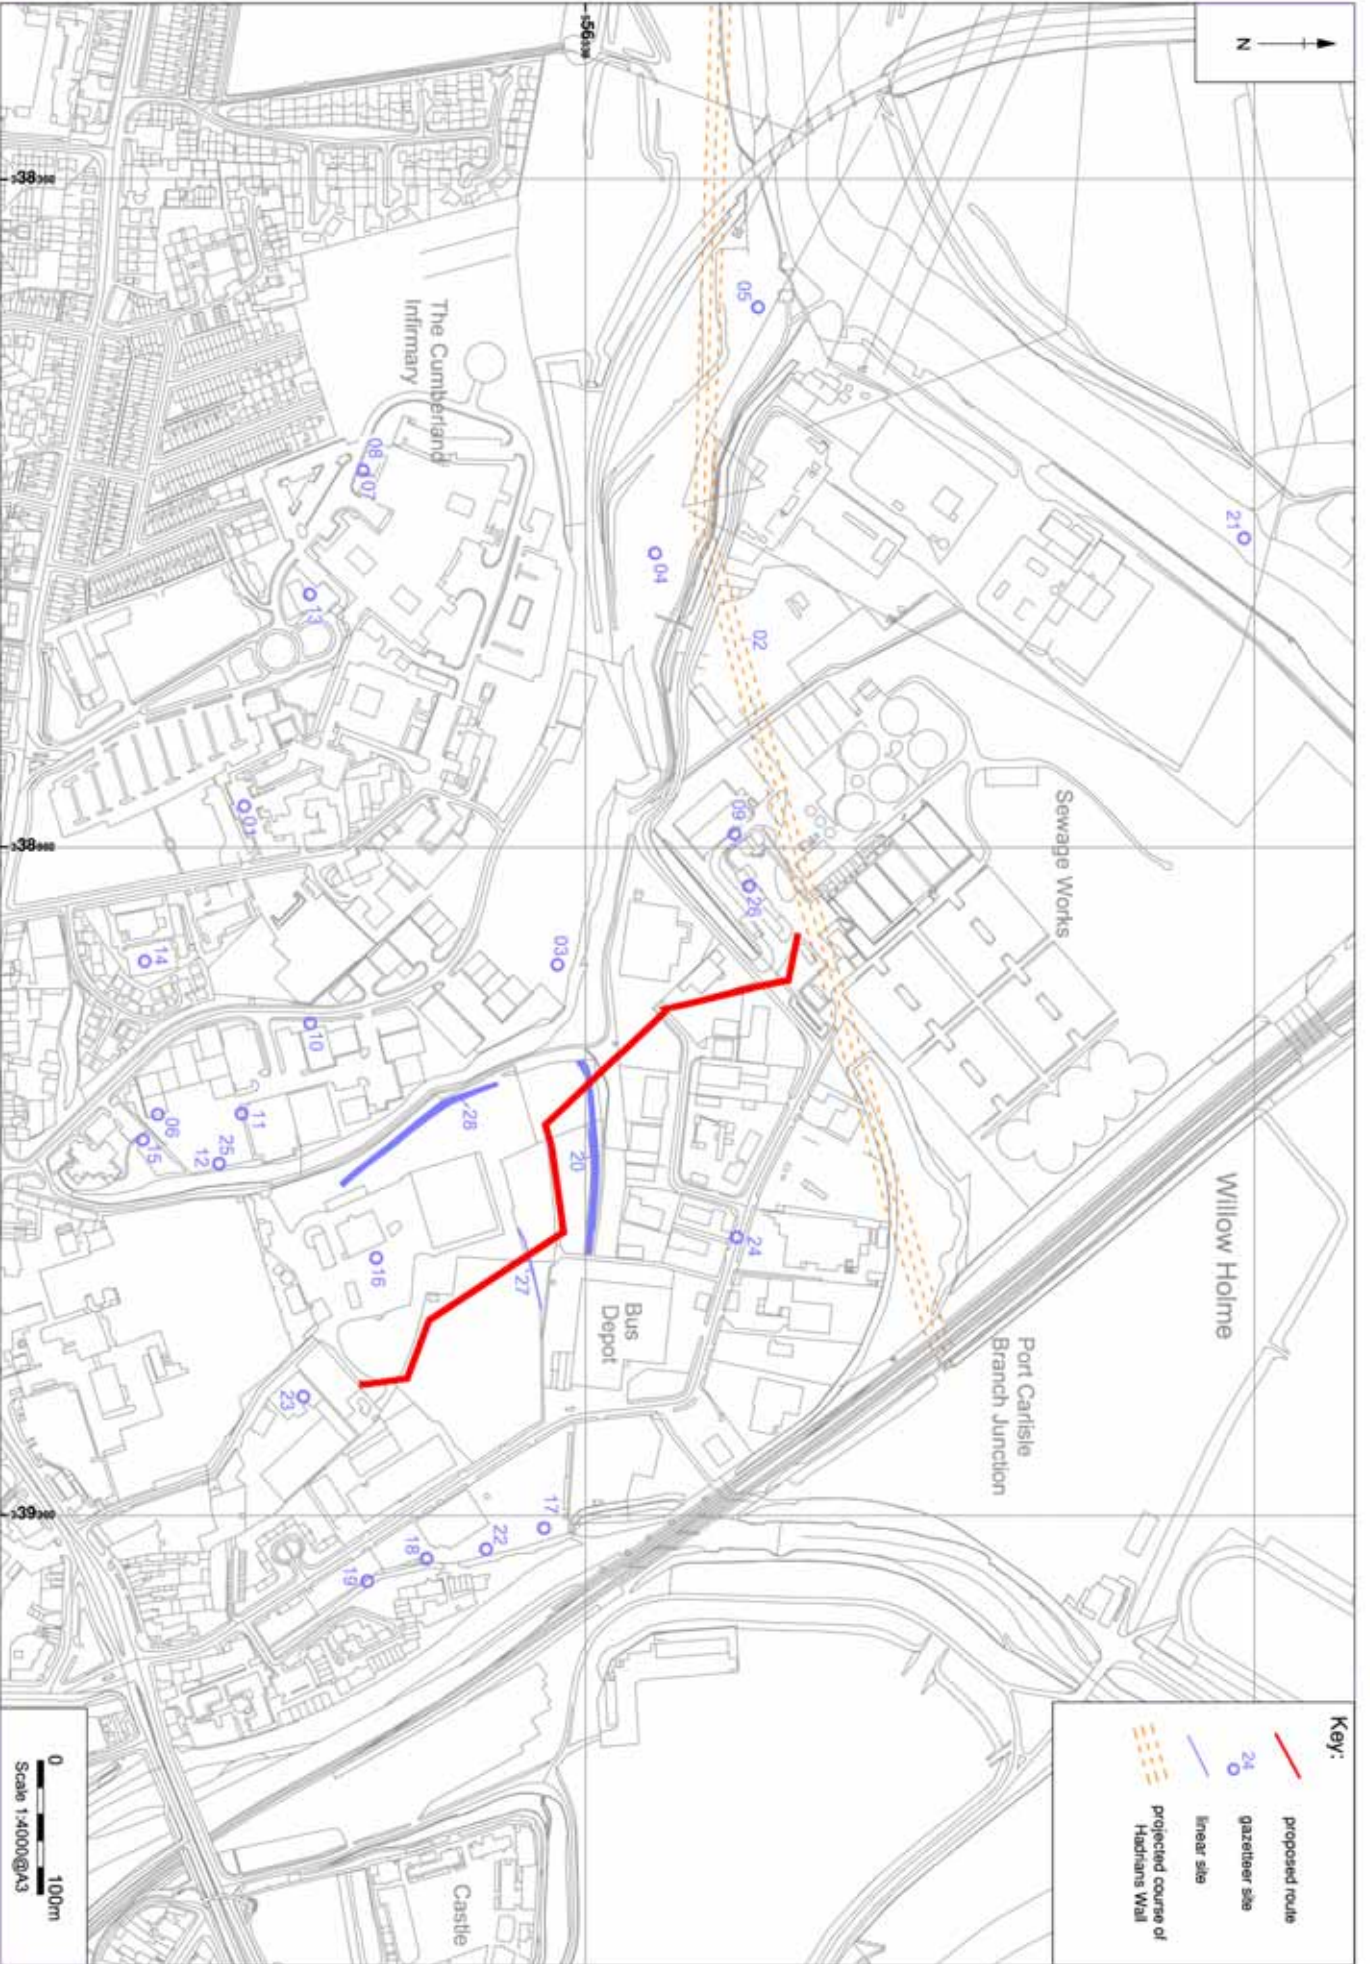 N
Key:
proposed route
24
gazetteer site
linear site
projected course of
Hadrians Wall
Willow Holme
Port Carlisle
Branch Junction
Sewage Works
Bus
Depot
The Cumberland
Infirmary
Castle
21
05
04
02
09
26
03
08
07
13
01
14
10
11
06
15
25
12
28
20
27
16
24
23
17
22
18
19
0
100m
Scale 1:4000@A3